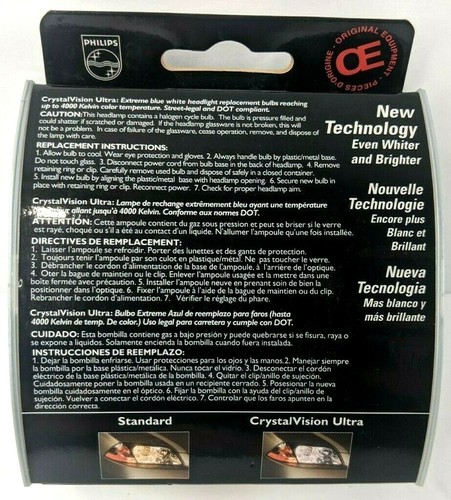 PHILIPS
ORIGINAL EQUIPMENT
OE
PIECES D'ORIGINE
CrystalVision Ultra: Extreme blue white headlight replacement bulbs reaching
up to 4000 Kelvin color temperature. Street-legal and DOT compliant.
CAUTION: This headlamp contains a halogen cycle bulb. The bulb is pressure filled and
could shatter if scratched or damaged. If the headlamp glassware is not broken, this will
not be a problem. In case of failure of the glassware, cease operation, remove, and dispose of
the lamp with care.
REPLACEMENT INSTRUCTIONS:
1. Allow bulb to cool. Wear eye protection and gloves. 2. Always handle bulb by plastic/metal base.
Do not touch glass. 3. Disconnect power cord from bulb base in the back of headlamp. 4. Remove
retaining ring or clip. Carefully remove used bulb and dispose of safely in a closed container.
5. Install new bulb by aligning the plastic/metal base with headlamp opening. 6. Secure new bulb in
place with retaining ring or clip. Reconnect power. 7. Check for proper headlamp aim.
CrystalVision Ultra: Lampe de rechange extrêmement bleu ayant une température
couleur allant jusqu'à 4000 Kelvin. Conforme aux normes DOT.
ATTENTION: Cette ampoule contient du gaz sous pression et peut se briser si le verre
est rayé, choqué ou si elle a été au contact d'un liquide. N'allumer l'ampoule qu'une fois installée.
DIRECTIVES DE REMPLACEMENT:
1. Laisser l'ampoule se refroidir. Porter des lunettes et des gants de protection.
2. Toujours tenir l'ampoule par son culot en plastique/métal. Ne pas toucher le verre.
3. Débrancher le cordon d'alimentation de la base de l'ampoule, à l'arrière de l'optique.
4. Oter la bague de maintien ou le clip. Enlever l'ampoule usagée et la mettre dans une
boîte fermée avec précaution. 5. Installer l'ampoule neuve en prenant soin de bien la
positionner dans l'optique. 6. Fixer l'ampoule à l'aide de la bague de maintien ou du clip.
Rebrancher le cordon d'alimentation. 7. Vérifier le réglage du phare.
CrystalVision Ultra: Bulbo Extreme Azul de reemplazo para faros (hasta
4000 Kelvin de temp. De color.) Uso legal para carretera y cumple con DOT.
CUIDADO: Esta bombilla contiene gas a bajo presión y puede quebrarse si se fisura, raya o
se expone a liquidos. Solamente encienda la bombilla cuando fuera instalada.
INSTRUCCIONES DE REEMPLAZO:
1. Dejar la bombilla enfriarse. Usar protecciones para los ojos y las manos. 2. Manejar siempre
la bombilla por la base plástica/metálica. Nunca tocar el vidrio. 3. Desconectar el cordón
eléctrico de la base plástica/metálica de la bombilla. 4. Quitar el clip/anillo de sujeción.
Cuidadosamente poner la bombilla usada en un recipiente cerrado. 5. Posesionar la nueva
bombilla cuidadosamente en el óptico. 6. Fijar la bombilla con la ayuda del clip/anillo de
sujeción. Vuelver a conectar el cordón eléctrico. 7. Controlar que los faros apunten en la
dirección correcta.
New
Technology
Even Whiter
and Brighter
Nouvelle
Technologie
Encore plus
Blanc et
Brillant
Nueva
Tecnologia
Mas blanco y
más brillante
Standard
CrystalVision Ultra